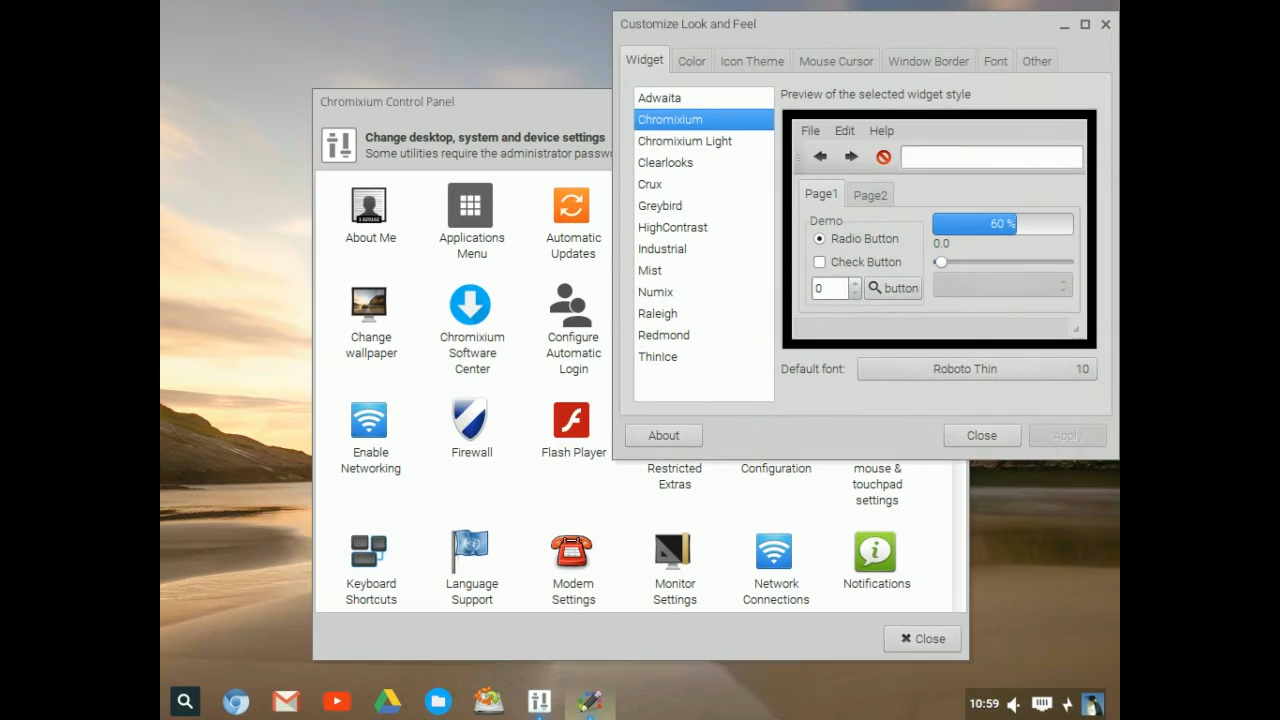 Customize Look and Feel
Widget Color Icon Theme Mouse Cursor Window Border Font Other
Adwaita
Chromixium
Chromixium Light
Clearlooks
Crux
Greybird
HighContrast
Industrial
Mist
Numix
Raleigh
Redmond
ThinIce
Preview of the selected widget style
File Edit Help
Page1 Page2
Demo
Radio Button
Check Button
0 button
60 %
0.0
Default font: Roboto Thin 10
About Close Apply
Chromixium Control Panel
Change desktop, system and device settings
Some utilities require the administrator passwo
About Me
Applications
Menu
Automatic
Updates
Change
wallpaper
Chromixium
Software
Center
Configure
Automatic
Login
Enable
Networking
Firewall
Flash Player
Restricted
Extras
Configuration
mouse &
touchpad
settings
Keyboard
Shortcuts
Language
Support
Modem
Settings
Monitor
Settings
Network
Connections
Notifications
Close
10:59